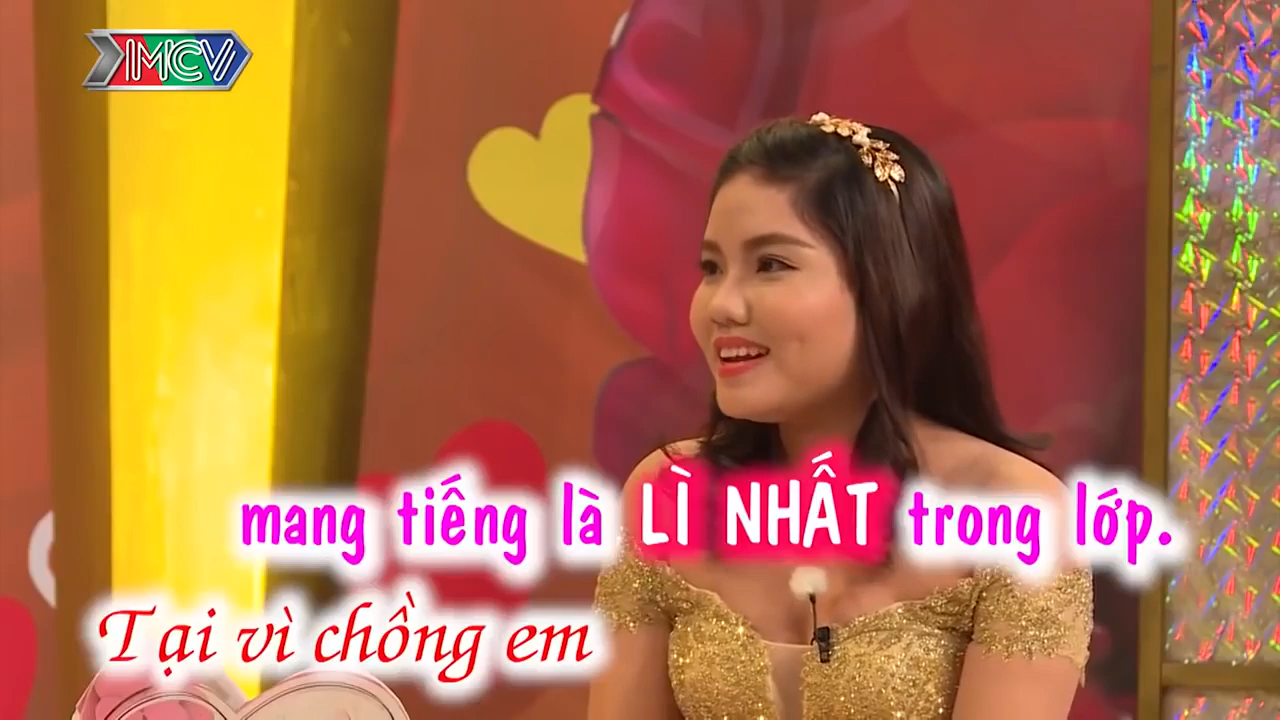 MCV
mang tiếng là LÌ NHẤT trong lớp.
Tại vì chồng em